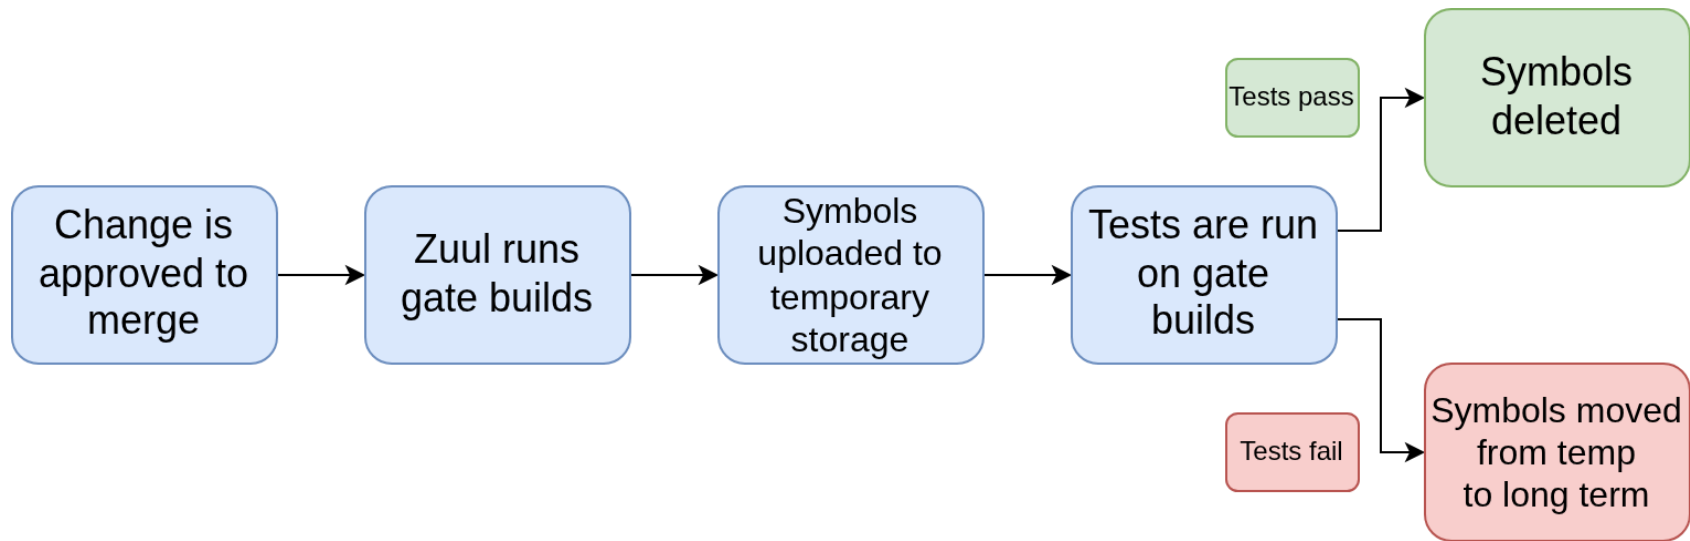 Change is
approved to
merge
Zuul runs
gate builds
Symbols
uploaded to
temporary
storage
Tests are run
on gate
builds
Tests pass
Symbols
deleted
Tests fail
Symbols moved
from temp
to long term